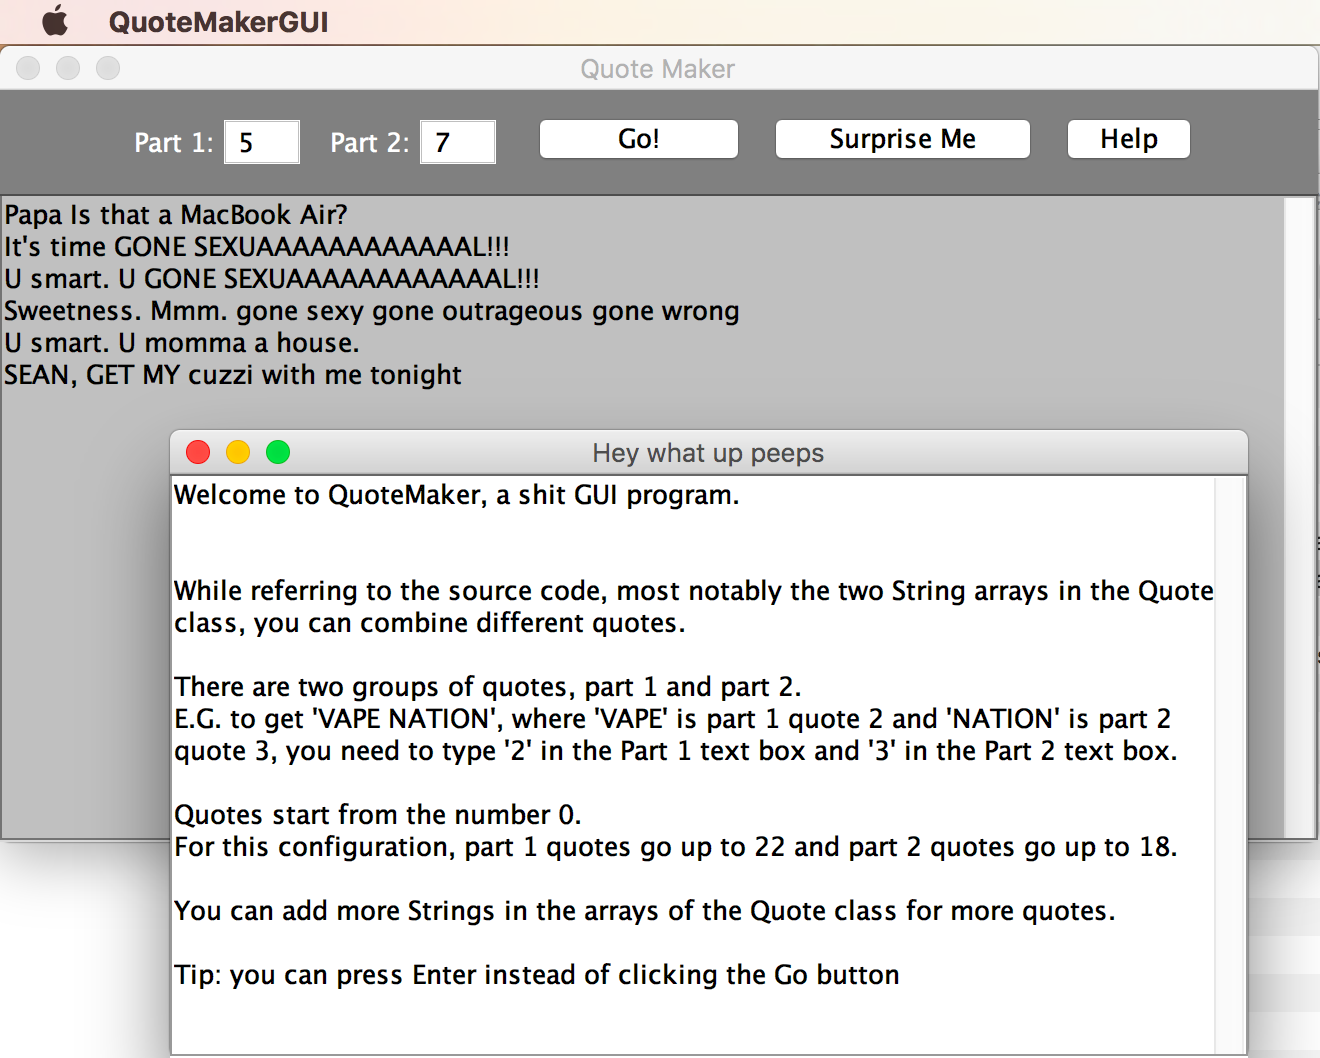 QuoteMakerGUI
Quote Maker
Part 1: 5 Part 2: 7 Go! Surprise Me Help
Papa Is that a MacBook Air?
It's time GONE SEXUAAAAAAAAAAAAL!!!
U smart. U GONE SEXUAAAAAAAAAAAAL!!!
Sweetness. Mmm. gone sexy gone outrageous gone wrong
U smart. U momma a house.
SEAN, GET MY cuzzi with me tonight
Hey what up peeps
Welcome to QuoteMaker, a shit GUI program.
While referring to the source code, most notably the two String arrays in the Quote
class, you can combine different quotes.
There are two groups of quotes, part 1 and part 2.
E.G. to get 'VAPE NATION', where 'VAPE' is part 1 quote 2 and 'NATION' is part 2
quote 3, you need to type '2' in the Part 1 text box and '3' in the Part 2 text box.
Quotes start from the number 0.
For this configuration, part 1 quotes go up to 22 and part 2 quotes go up to 18.
You can add more Strings in the arrays of the Quote class for more quotes.
Tip: you can press Enter instead of clicking the Go button